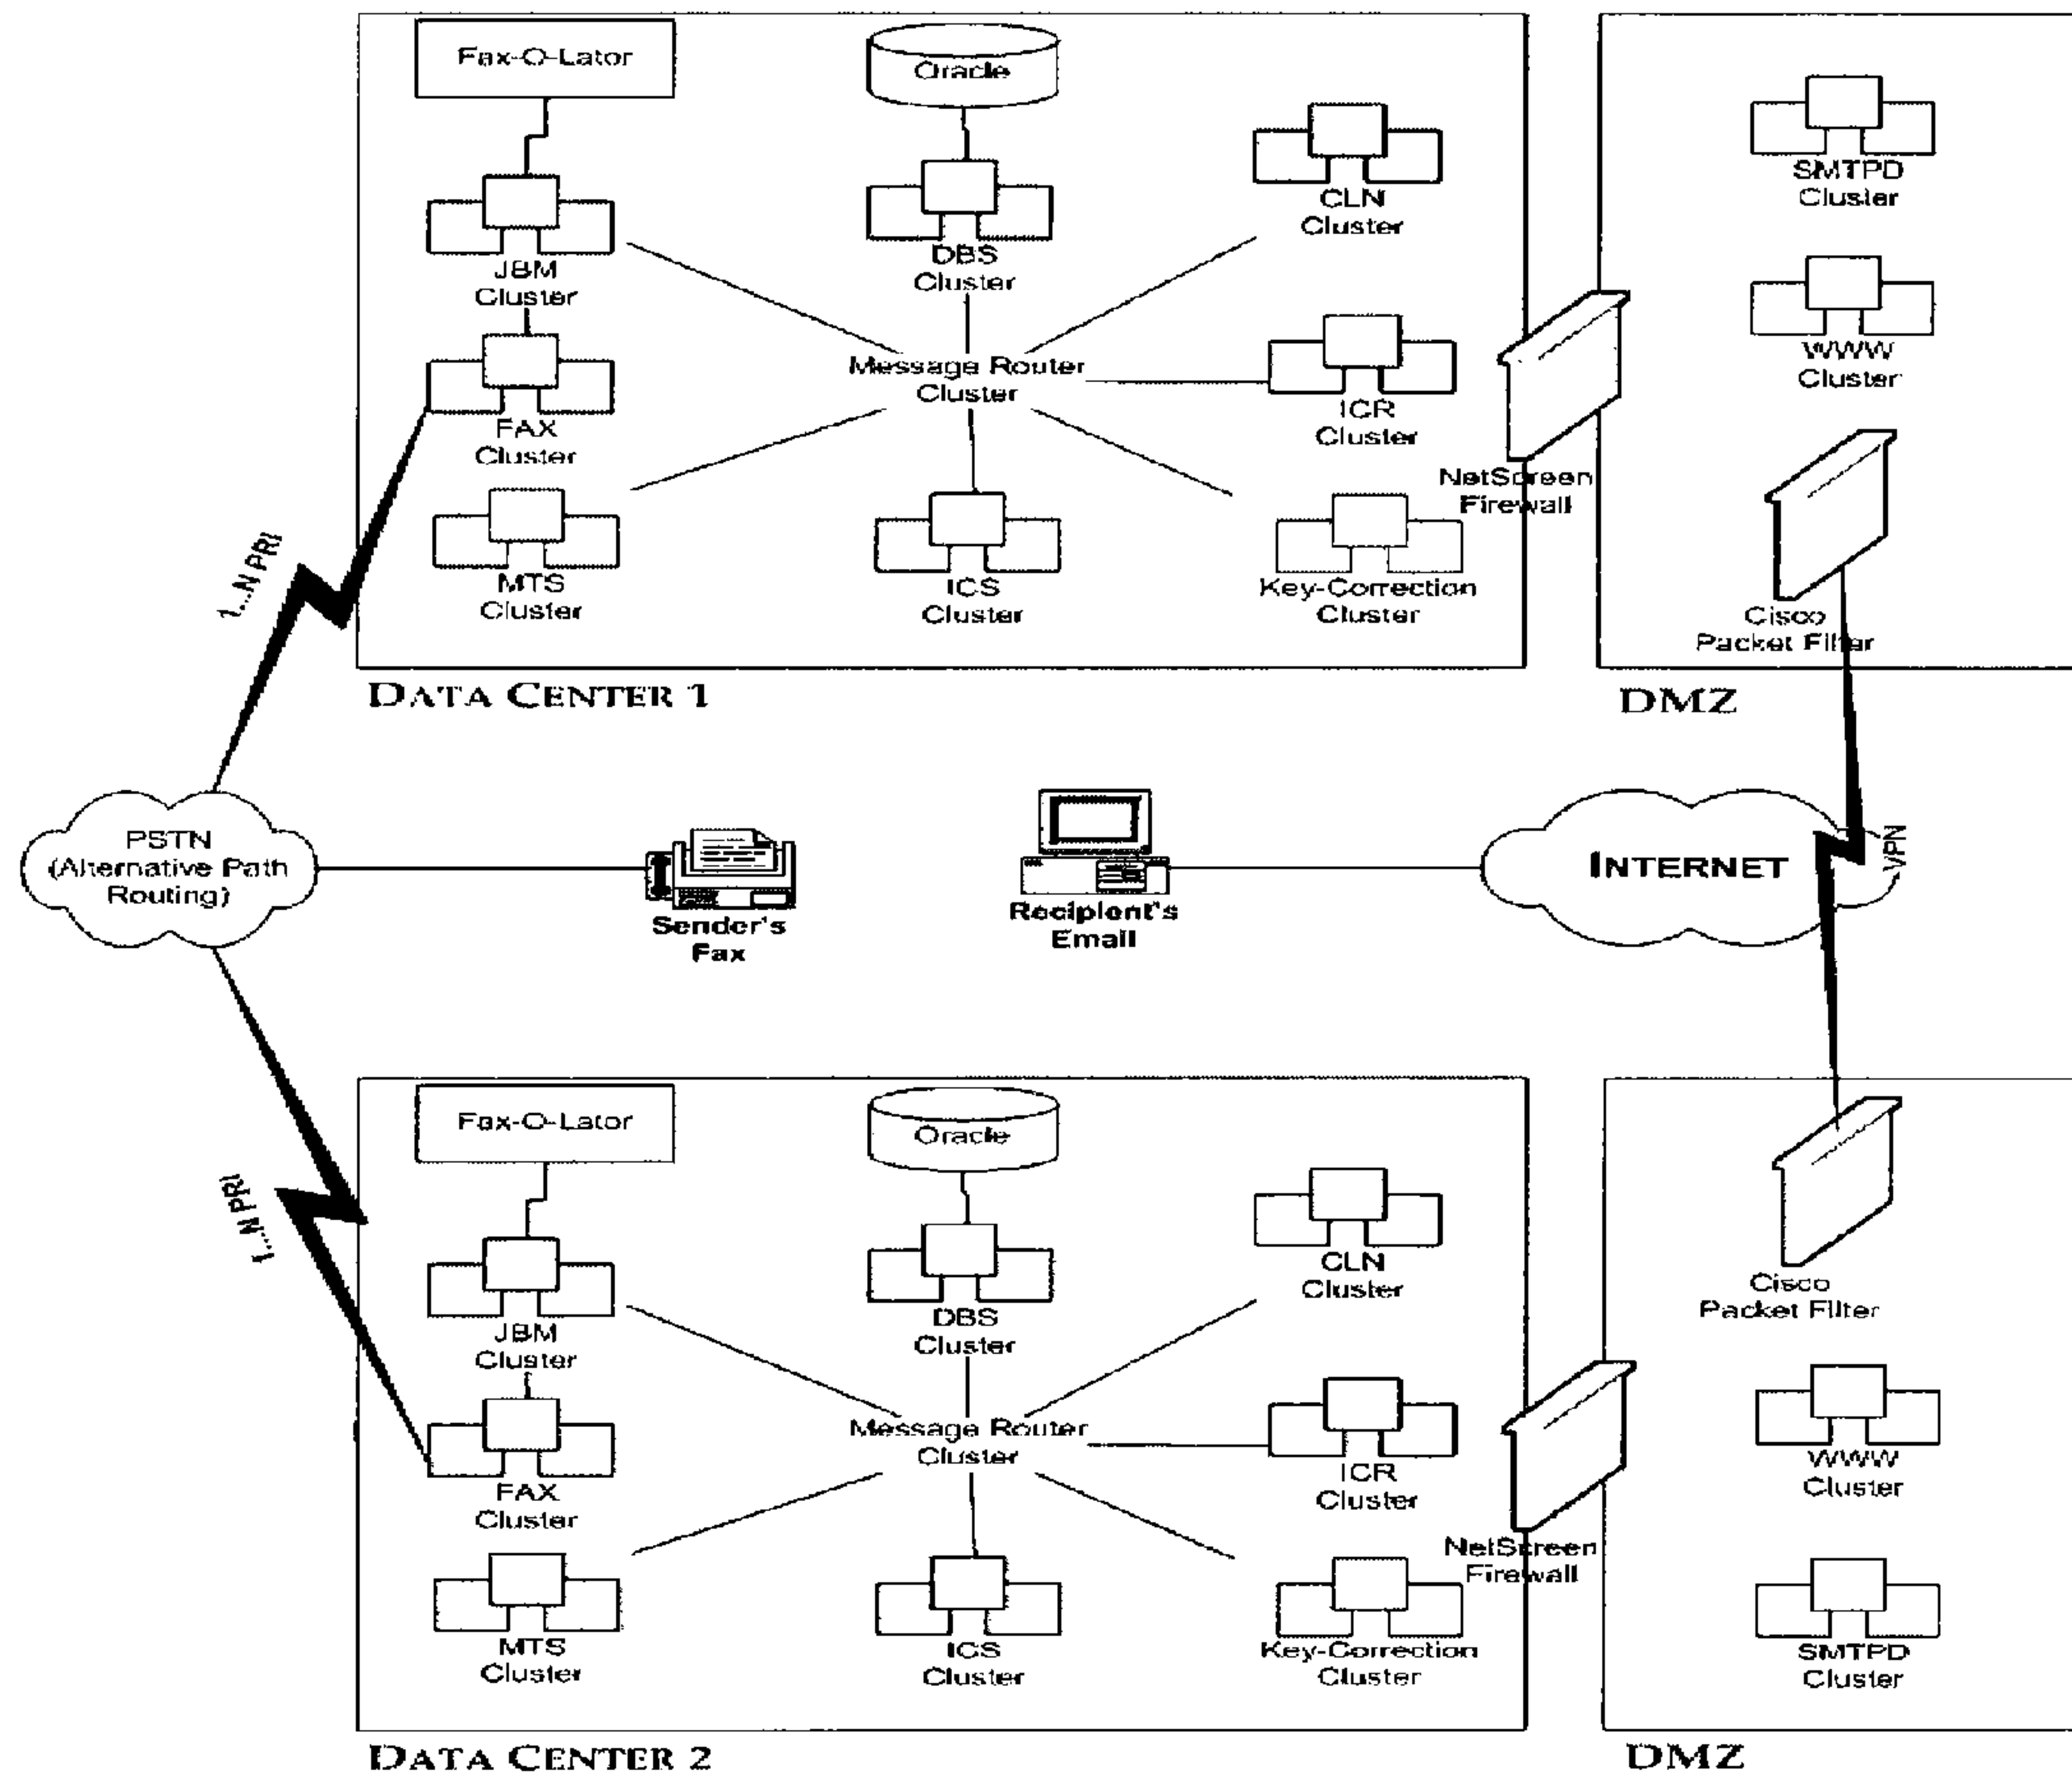 Fax-O-Lator
Oracle
SMTPD
Cluster
CLN
Cluster
DBS
Cluster
JBM
Cluster
WWW
Cluster
Message Router
Cluster
ICR
Cluster
FAX
Cluster
NetScreen
Firewall
1...N PRI
MTS
Cluster
ICS
Cluster
Key-Correction
Cluster
Cisco
Packet Filter
DATA CENTER 1
DMZ
PSTN
(Alternative Path
Routing)
Sender's
Fax
Recipient's
Email
INTERNET
VPN
Fax-O-Lator
Oracle
1...N PRI
CLN
Cluster
Cisco
Packet Filter
DBS
Cluster
JBM
Cluster
Message Router
Cluster
ICR
Cluster
WWW
Cluster
FAX
Cluster
NetScreen
Firewall
MTS
Cluster
ICS
Cluster
Key-Correction
Cluster
SMTPD
Cluster
DATA CENTER 2
DMZ